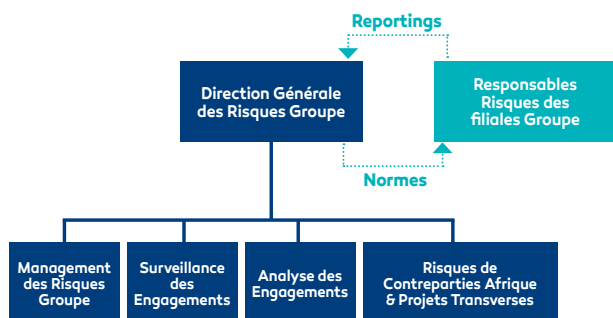 Reportings
Direction Générale
des Risques Groupe
Responsables
Risques des
filiales Groupe
Normes
Management
des Risques
Groupe
Surveillance
des
Engagements
Analyse des
Engagements
Risques de
Contreparties Afrique
& Projets Transverses